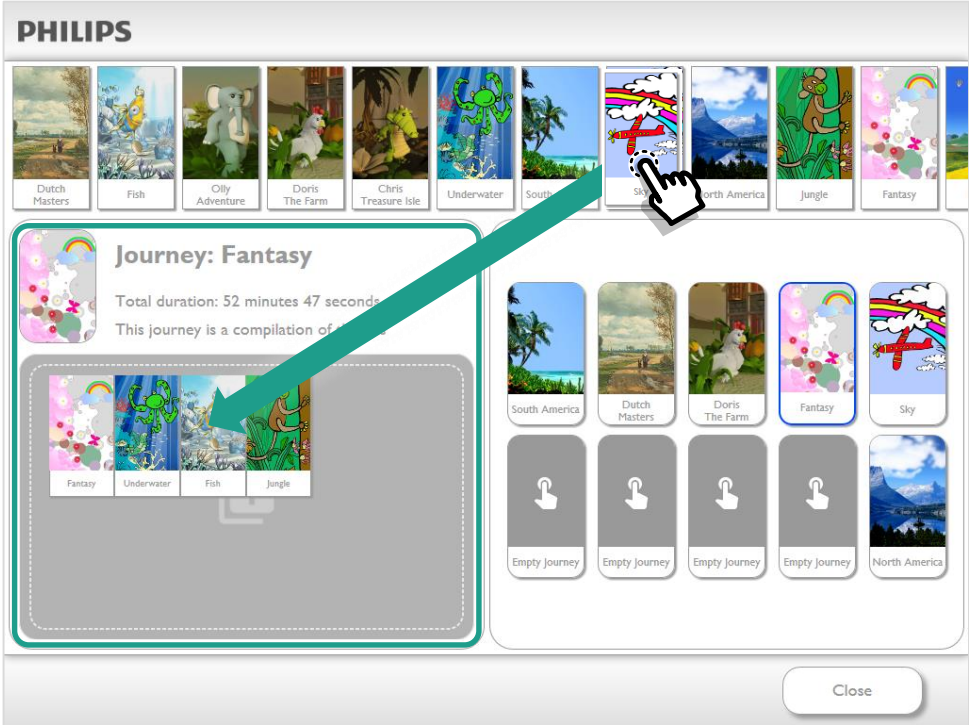 PHILIPS
Dutch
Masters
Fish
Olly
Adventure
Doris
The Farm
Chris
Treasure Isle
Underwater
South
Sky
orth America
Jungle
Fantasy
Journey: Fantasy
Total duration: 52 minutes 47 seconds
This journey is a compilation of
Fantasy
Underwater
Fish
Jungle
South America
Dutch
Masters
Doris
The Farm
Fantasy
Sky
Empty Journey
Empty Journey
Empty Journey
Empty Journey
North America
Close